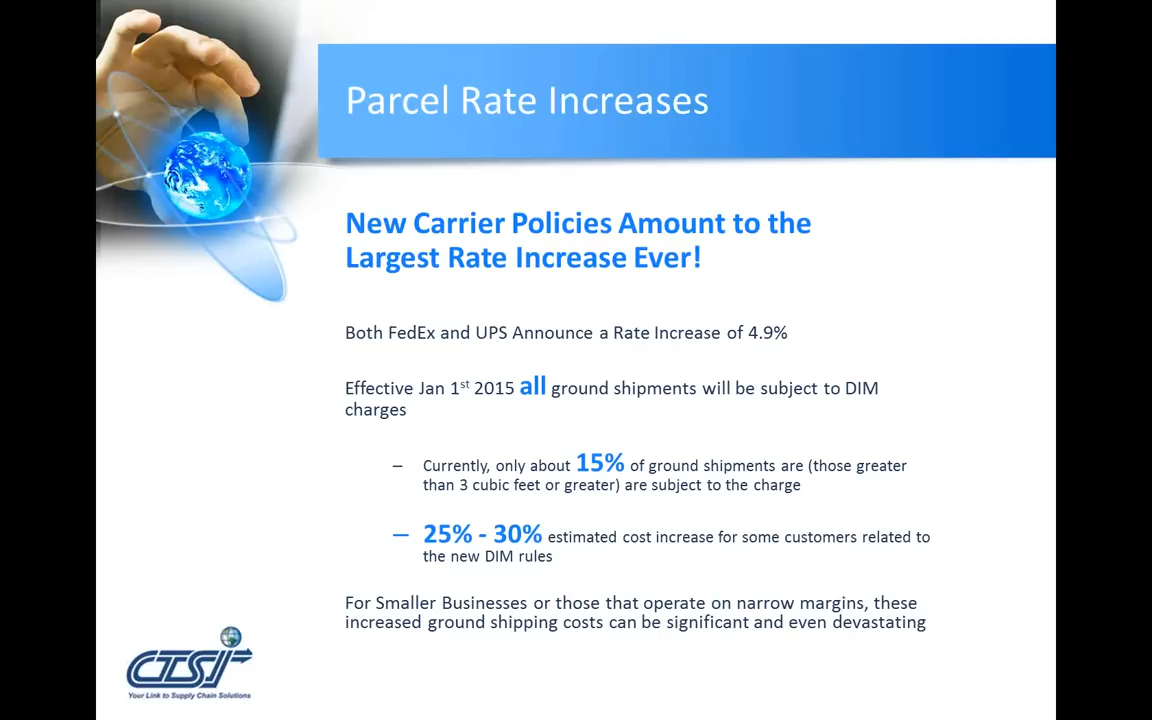 Parcel Rate Increases
New Carrier Policies Amount to the
Largest Rate Increase Ever!
Both FedEx and UPS Announce a Rate Increase of 4.9%
Effective Jan 1st 2015 all ground shipments will be subject to DIM
charges
– Currently, only about 15% of ground shipments are (those greater
than 3 cubic feet or greater) are subject to the charge
– 25% - 30% estimated cost increase for some customers related to
the new DIM rules
For Smaller Businesses or those that operate on narrow margins, these
increased ground shipping costs can be significant and even devastating
CTSI
Your Link to Supply Chain Solutions